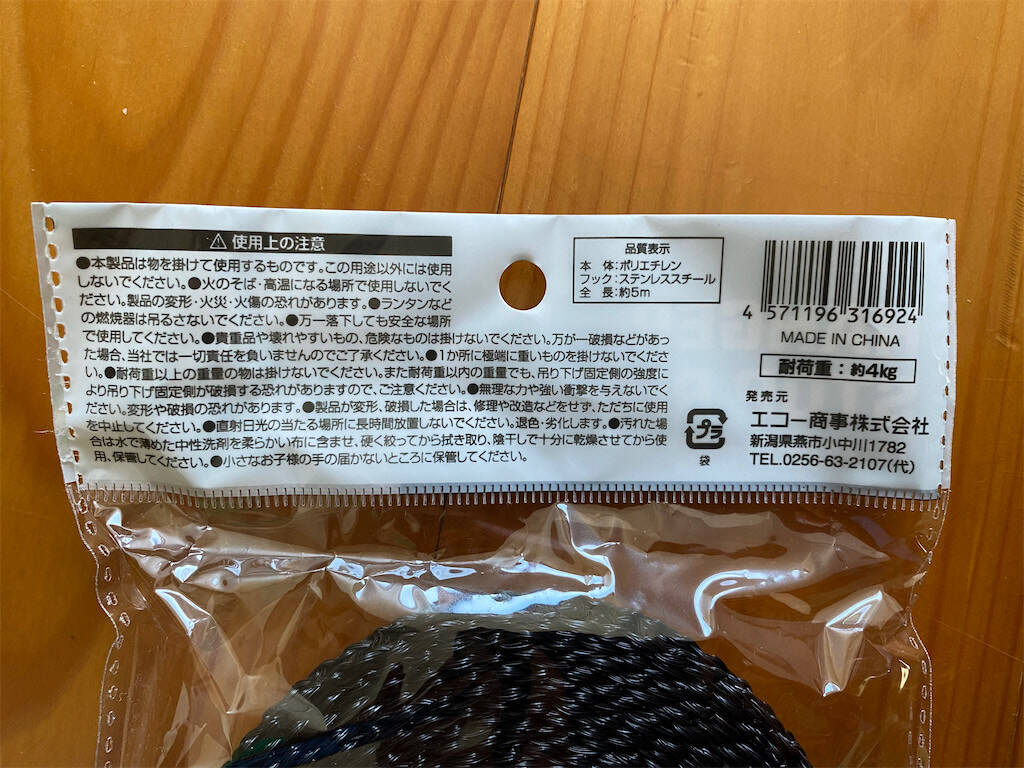 ⚠使用上の注意
●本製品は物を掛けて使用するものです。この用途以外には使用
しないでください。●火のそば・高温になる場所で使用しないでく
ださい。製品の変形・火災・火傷の恐れがあります。●ランタンなど
の燃焼器は吊るさないでください。●万一落下しても安全な場所
で使用してください。●貴重品や壊れやすいもの、危険なものは掛けないでください。万が一破損などがあっ
た場合、当社では一切責任を負いませんのでご了承ください。●1か所に極端に重いものを掛けないでくださ
い。●耐荷重以上の重量の物は掛けないでください。また耐荷重以内の重量でも、吊り下げ固定側の強度に
より吊り下げ固定側が破損する恐れがありますので、ご注意ください。●無理な力や強い衝撃を与えないでく
ださい。変形や破損の恐れがあります。●製品が変形、破損した場合は、修理や改造などをせず、ただちに使用
を中止してください。●直射日光の当たる場所に長時間放置しないでください。退色・劣化します。●汚れた場
合は水で薄めた中性洗剤を柔らかい布に含ませ、硬く絞ってから拭き取り、陰干しで十分に乾燥させてから使
用、保管してください。●小さなお子様の手の届かないところに保管してください。
品質表示
本 体:ポリエチレン
フック:ステンレススチール
全 長:約5m
4 571196 316924
MADE IN CHINA
耐荷重:約4kg
発売元
エコー商事株式会社
新潟県燕市小中川1782
TEL.0256-63-2107(代)
プラ
袋